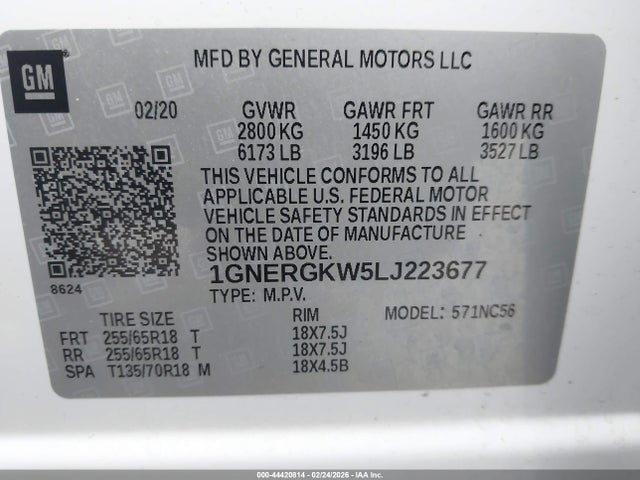 GM
MFD BY GENERAL MOTORS LLC
02/20 GVWR GAWR FRT GAWR RR
2800 KG 1450 KG 1600 KG
6173 LB 3196 LB 3527 LB
THIS VEHICLE CONFORMS TO ALL
APPLICABLE U.S. FEDERAL MOTOR
VEHICLE SAFETY STANDARDS IN EFFECT
ON THE DATE OF MANUFACTURE
SHOWN ABOVE.
1GNERGKW5LJ223677
8624
TYPE: M.P.V.
TIRE SIZE RIM MODEL: 571NC56
FRT 255/65R18 T 18X7.5J
RR 255/65R18 T 18X7.5J
SPA T135/70R18 M 18X4.5B
000-44420814 - 02/24/2026 - IAA Inc.